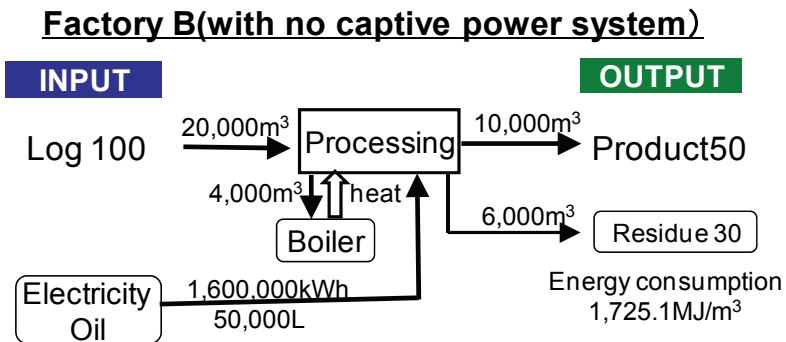 Factory B(with no captive power system）
INPUT
OUTPUT
Log 100
20,000m³
Processing
10,000m³
Product50
4,000m³
heat
6,000m³
Boiler
Residue 30
Electricity
Oil
1,600,000kWh
50,000L
Energy consumption
1,725.1MJ/m³